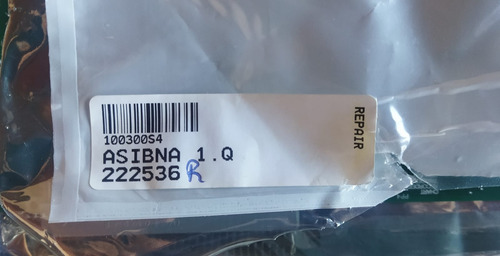 100300S4
ASIBNA 1.Q
222536 R
REPAIR